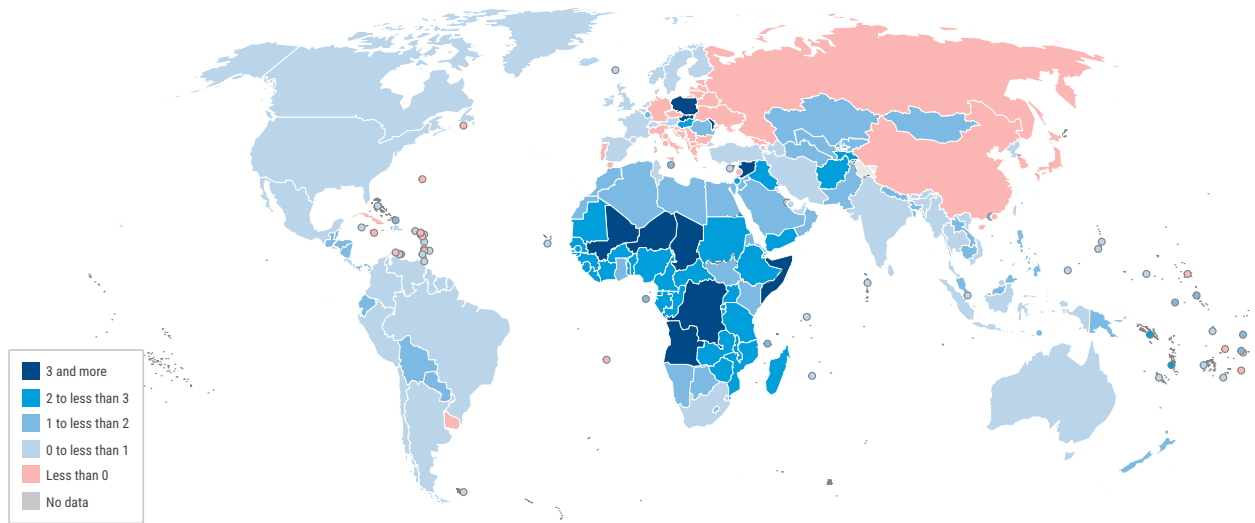 3 and more
2 to less than 3
1 to less than 2
0 to less than 1
Less than 0
No data